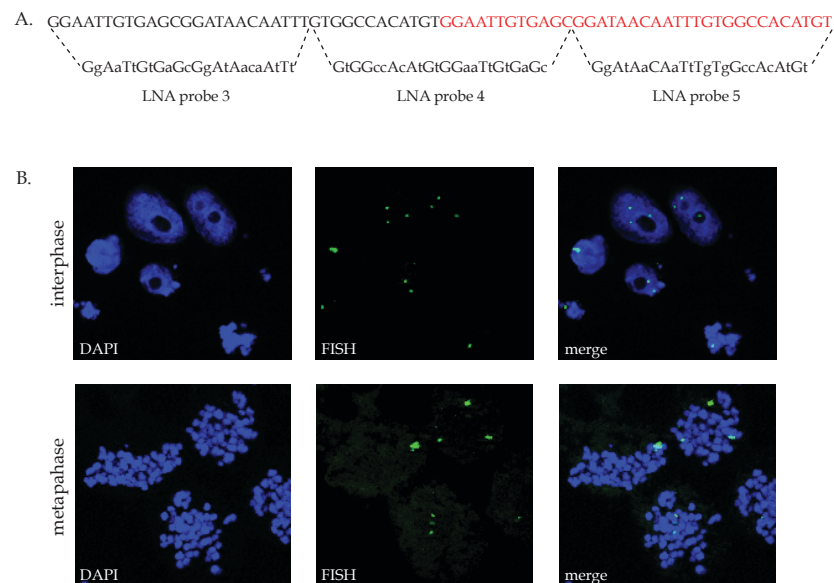 A. GGAATTGTGAGCGGATAACAATTTGTGGCCACATGTGGAATTGTGAGCGGATAACAATTTGTGGCCACATGT
GgAaTtGtGaGcGgAtAacaAtTt GtGGccAcAtGtGGaaTtGtGaGc GgAtAaCAaTtTgTgGccAcAtGt
LNA probe 3 LNA probe 4 LNA probe 5
B.
interphase
DAPI FISH merge
metapahase
DAPI FISH merge